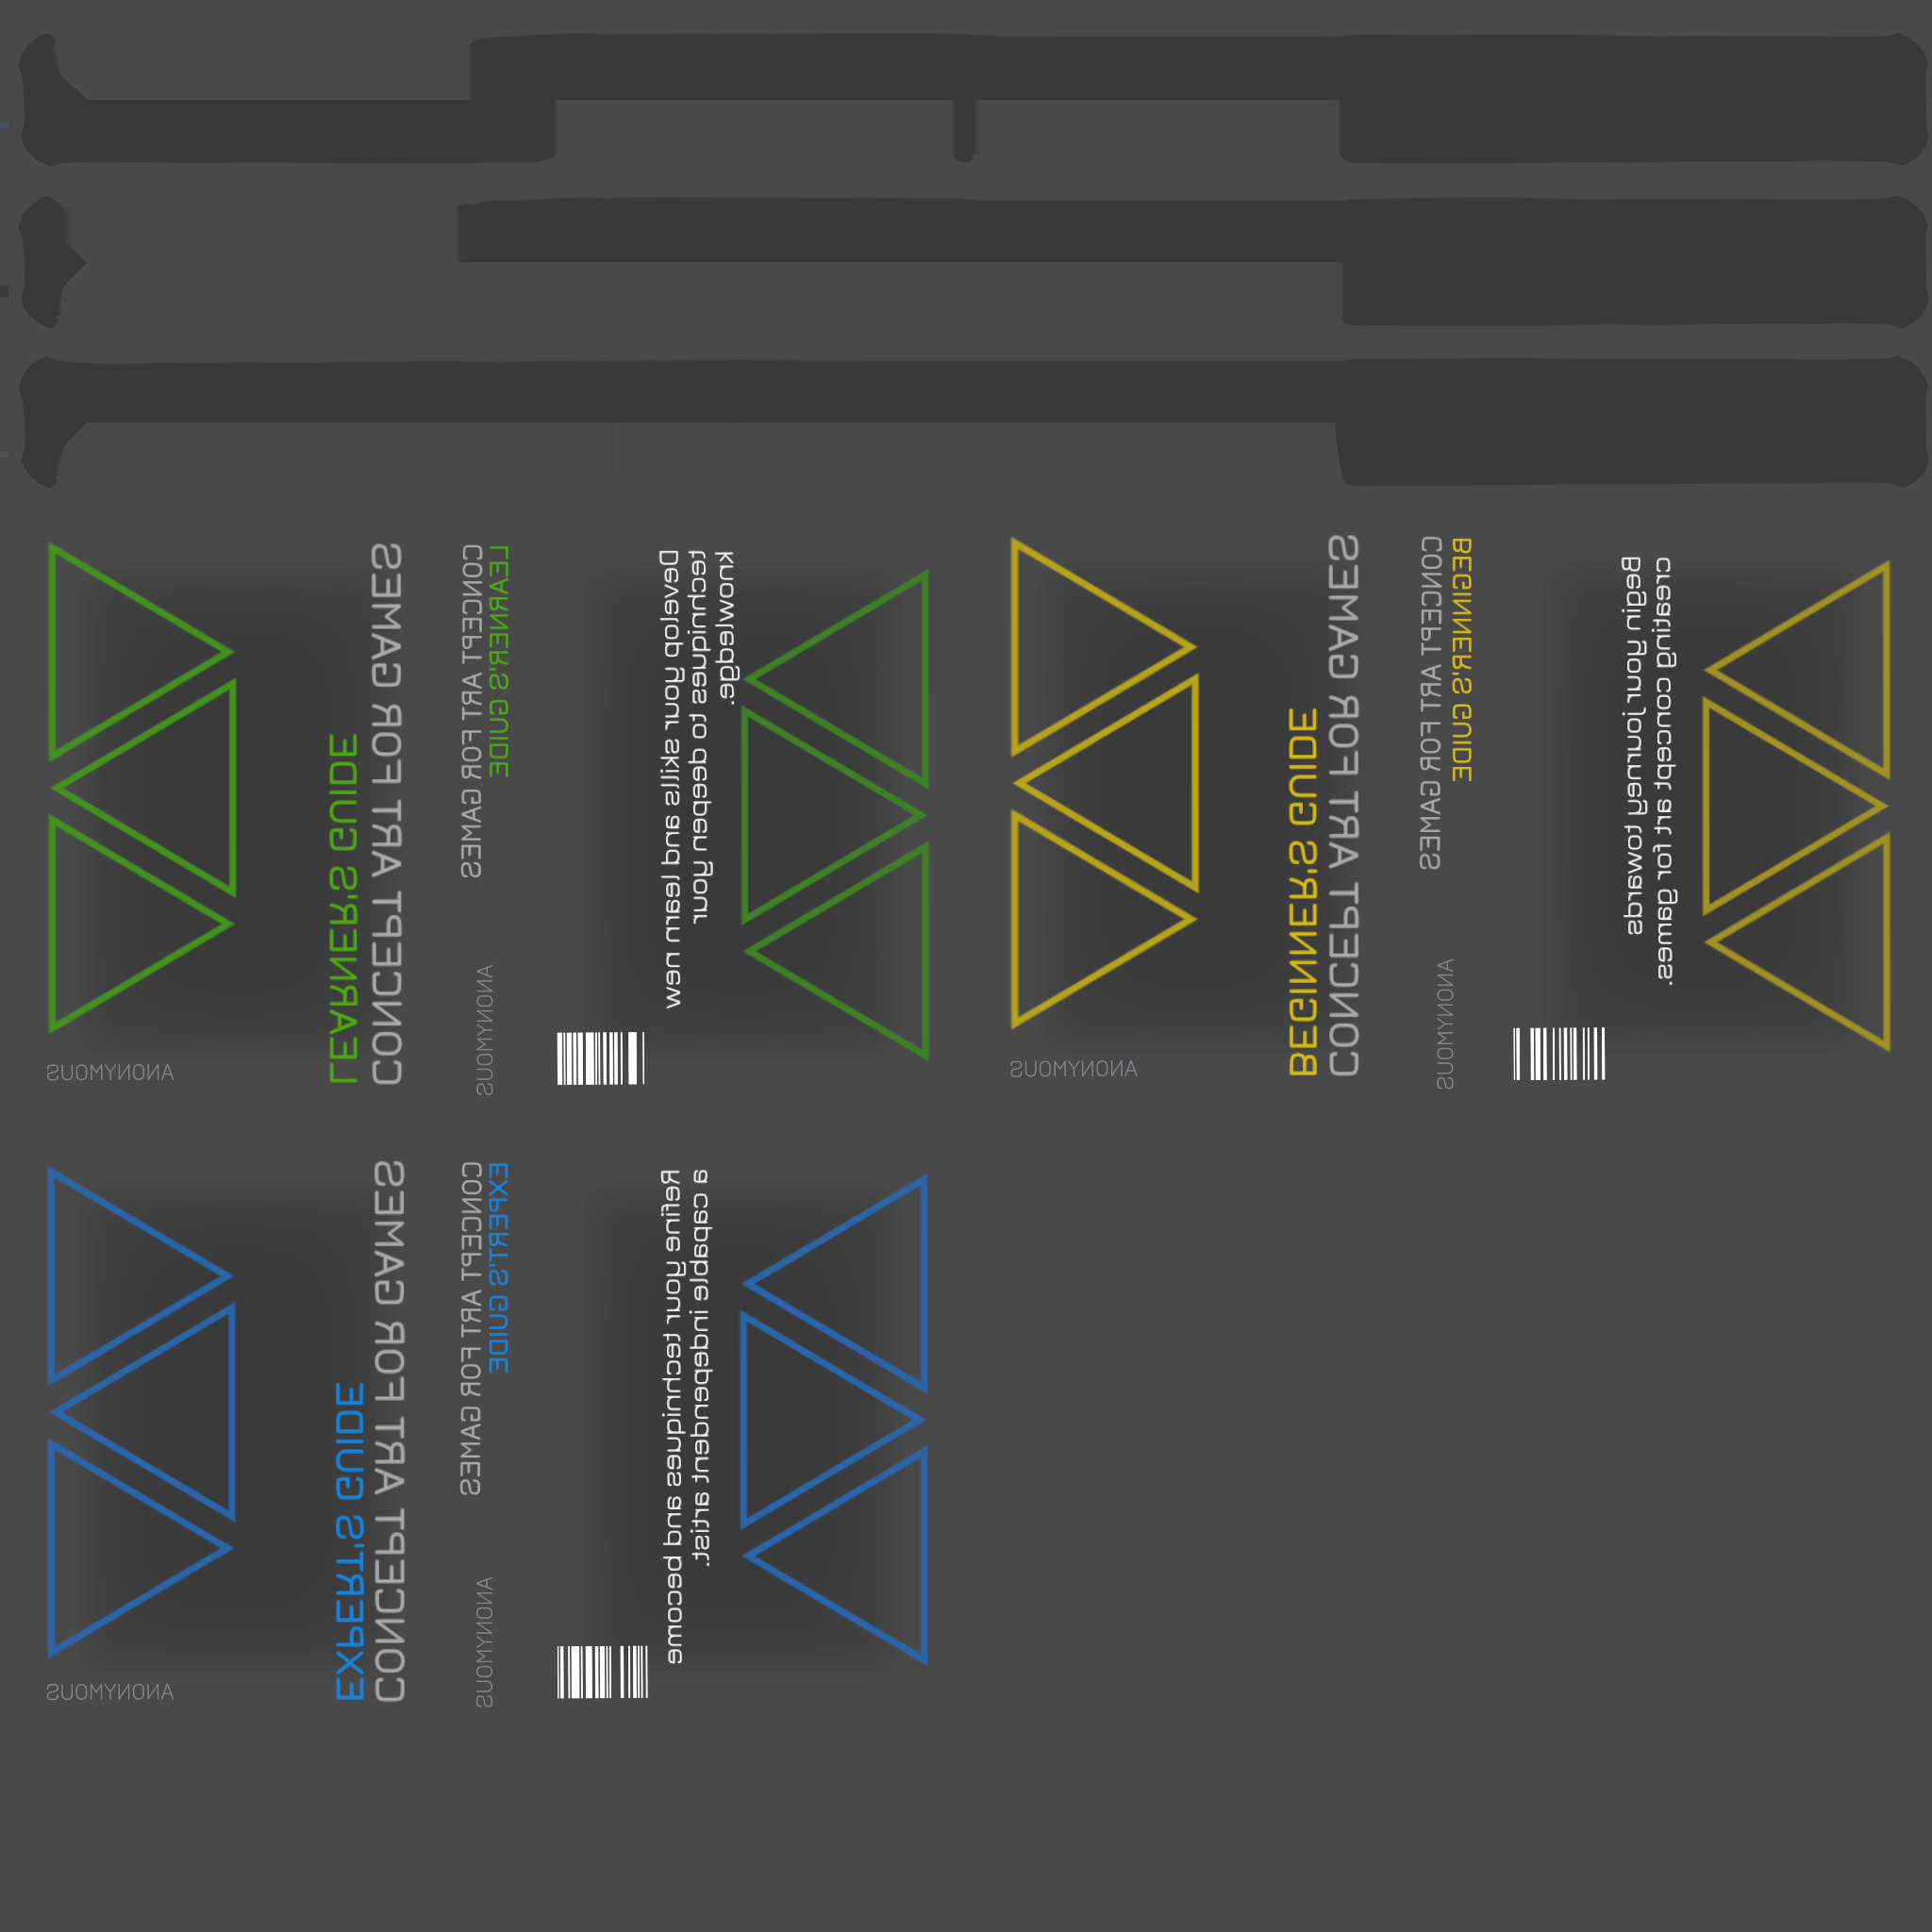 LEARNER'S GUIDE
CONCEPT ART FOR GAMES
ANONYMOUS
LEARNER'S GUIDE
CONCEPT ART FOR GAMES
ANONYMOUS
Develop your skills and learn new
techniques to deepen your
knowledge.
BEGINNER'S GUIDE
CONCEPT ART FOR GAMES
ANONYMOUS
BEGINNER'S GUIDE
CONCEPT ART FOR GAMES
ANONYMOUS
Begin your journey towards
creating concept art for games.
EXPERT'S GUIDE
CONCEPT ART FOR GAMES
ANONYMOUS
EXPERT'S GUIDE
CONCEPT ART FOR GAMES
ANONYMOUS
Refine your techniques and become
a capable independent artist.